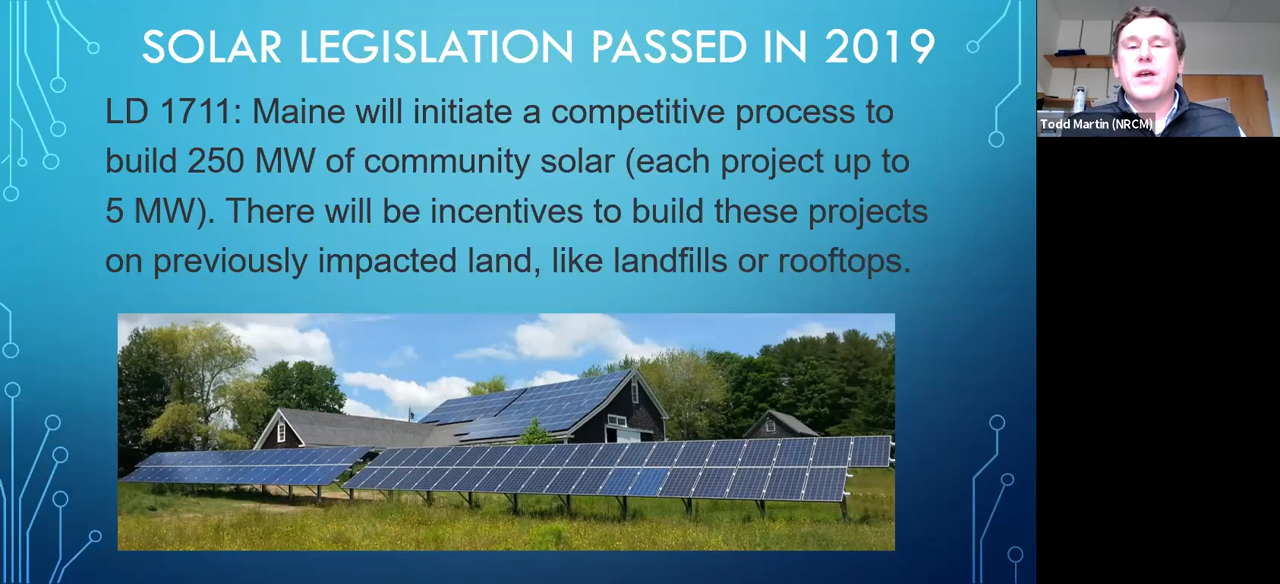 SOLAR LEGISLATION PASSED IN 2019
LD 1711: Maine will initiate a competitive process to
build 250 MW of community solar (each project up to
5 MW). There will be incentives to build these projects
on previously impacted land, like landfills or rooftops.
Todd Martin (NRCM)